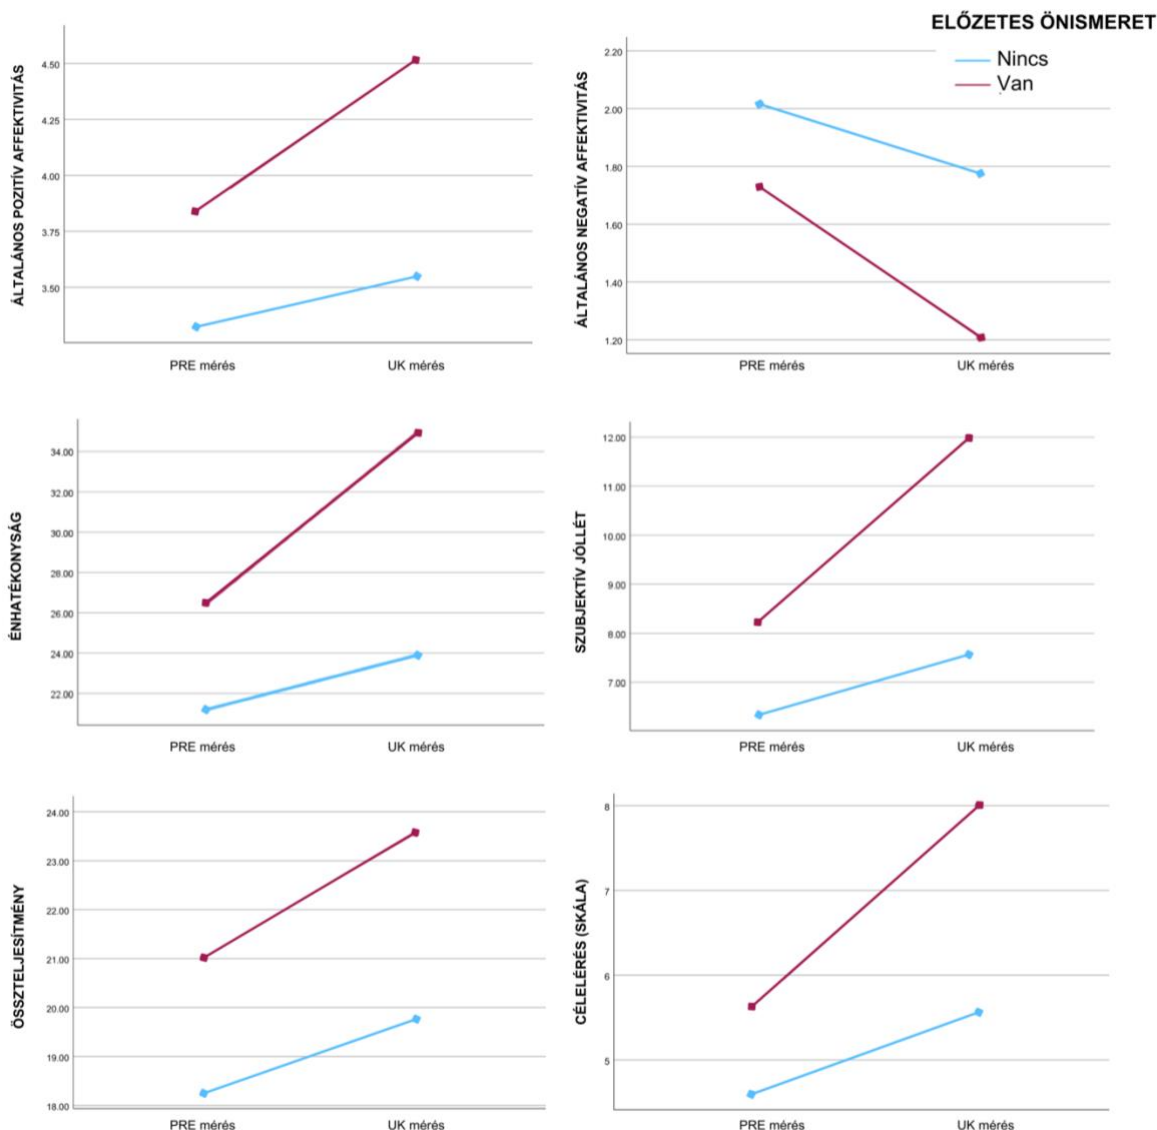 ELŐZETES ÖNISMERET
Nincs
Van
ÁLTALÁNOS POZITÍV AFFEKTIVITÁS
4.50
4.25
4.00
3.75
3.50
PRE mérés UK mérés
ÁLTALÁNOS NEGATÍV AFFEKTIVITÁS
2.20
2.00
1.80
1.60
1.40
1.20
PRE mérés UK mérés
ÉNHATÉKONYSÁG
34.00
32.00
30.00
28.00
26.00
24.00
22.00
PRE mérés UK mérés
SZUBJEKTÍV JÓLLÉT
12.00
11.00
10.00
9.00
8.00
7.00
PRE mérés UK mérés
ÖSSZTELJESÍTMÉNY
24.00
23.00
22.00
21.00
20.00
19.00
18.00
PRE mérés UK mérés
CÉLELÉRÉS (SKÁLA)
8
7
6
5
PRE mérés UK mérés